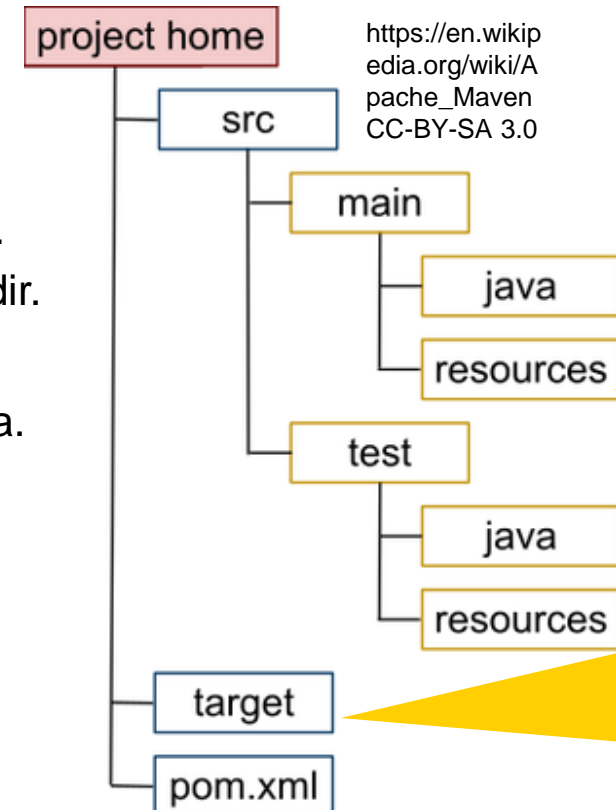 project home
https://en.wikip
edia.org/wiki/A
pache_Maven
CC-BY-SA 3.0
src
main
dir.
java
resources
a.
test
java
resources
target
pom.xml